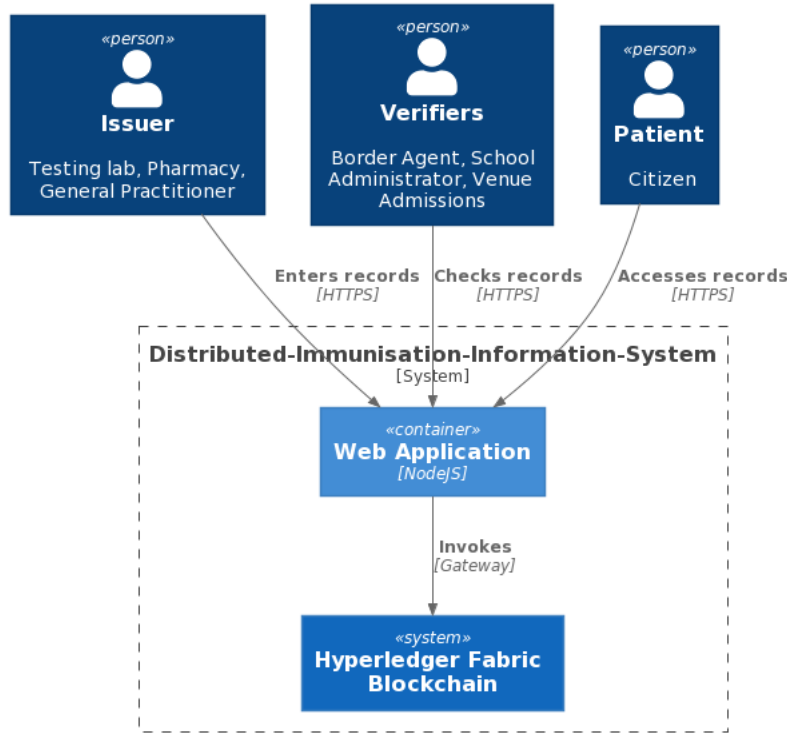 «person»
Issuer
Testing lab, Pharmacy,
General Practitioner
«person»
Verifiers
Border Agent, School
Administrator, Venue
Admissions
«person»
Patient
Citizen
Enters records
[HTTPS]
Checks records
[HTTPS]
Accesses records
[HTTPS]
Distributed-Immunisation-Information-System
[System]
«container»
Web Application
[NodeJS]
Invokes
[Gateway]
«system»
Hyperledger Fabric
Blockchain